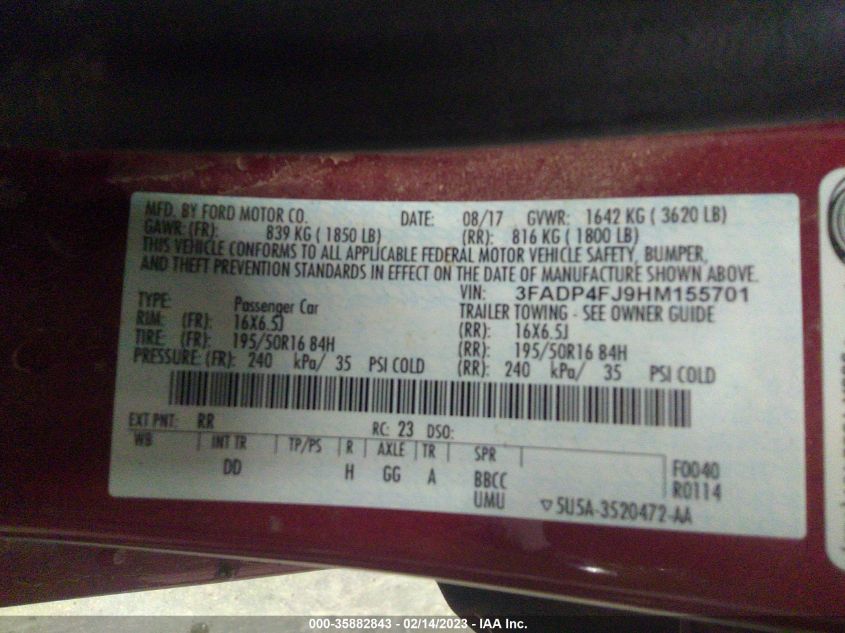 MFD. BY FORD MOTOR CO. DATE: 08/17 GVWR: 1642 KG ( 3620 LB)
GAWR: (FR): 839 KG ( 1850 LB) (RR): 816 KG ( 1800 LB)
THIS VEHICLE CONFORMS TO ALL APPLICABLE FEDERAL MOTOR VEHICLE SAFETY, BUMPER,
AND THEFT PREVENTION STANDARDS IN EFFECT ON THE DATE OF MANUFACTURE SHOWN ABOVE.
VIN: 3FADP4FJ9HM155701
TYPE: Passenger Car TRAILER TOWING - SEE OWNER GUIDE
RIM: (FR): 16X6.5J (RR): 16X6.5J
TIRE: (FR): 195/50R16 84H (RR): 195/50R16 84H
PRESSURE: (FR): 240 kPa/ 35 PSI COLD (RR): 240 kPa/ 35 PSI COLD
EXT PNT: RR RC: 23 DSO:
WB INT TR TP/PS R AXLE TR SPR
DD H GG A BBCC F0040
UMU R0114
▽ 5U5A-3520472-AA
000-35882843 - 02/14/2023 - IAA Inc.